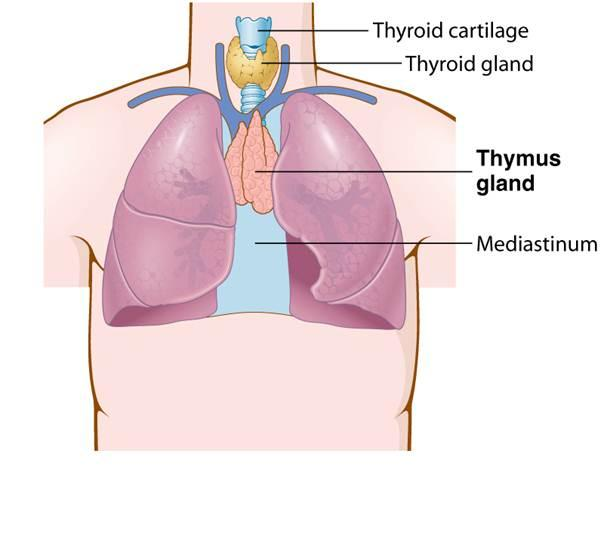 Thyroid cartilage
Thyroid gland
Thymus
gland
Mediastinum